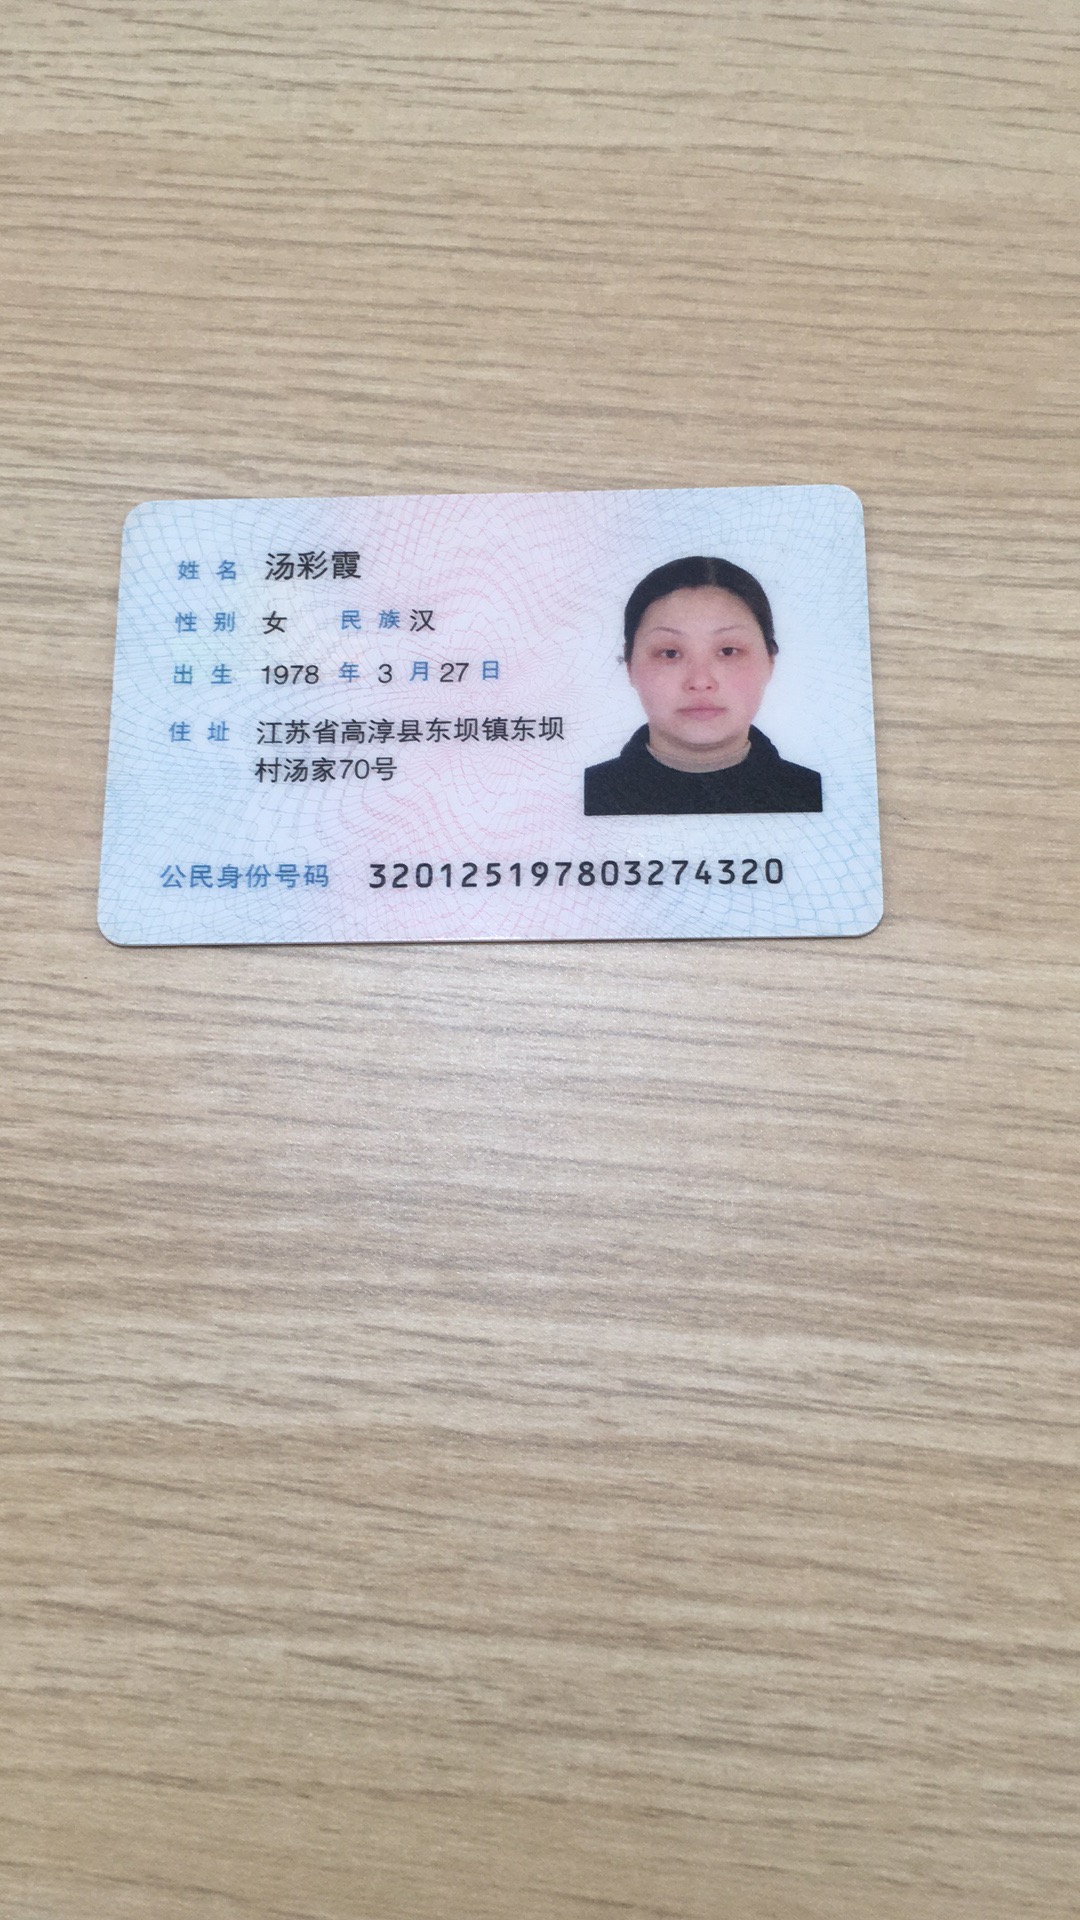 姓名 汤彩霞
性别 女 民族 汉
出生 1978 年 3 月 27 日
住址 江苏省高淳县东坝镇东坝
村汤家70号
公民身份号码 320125197803274320